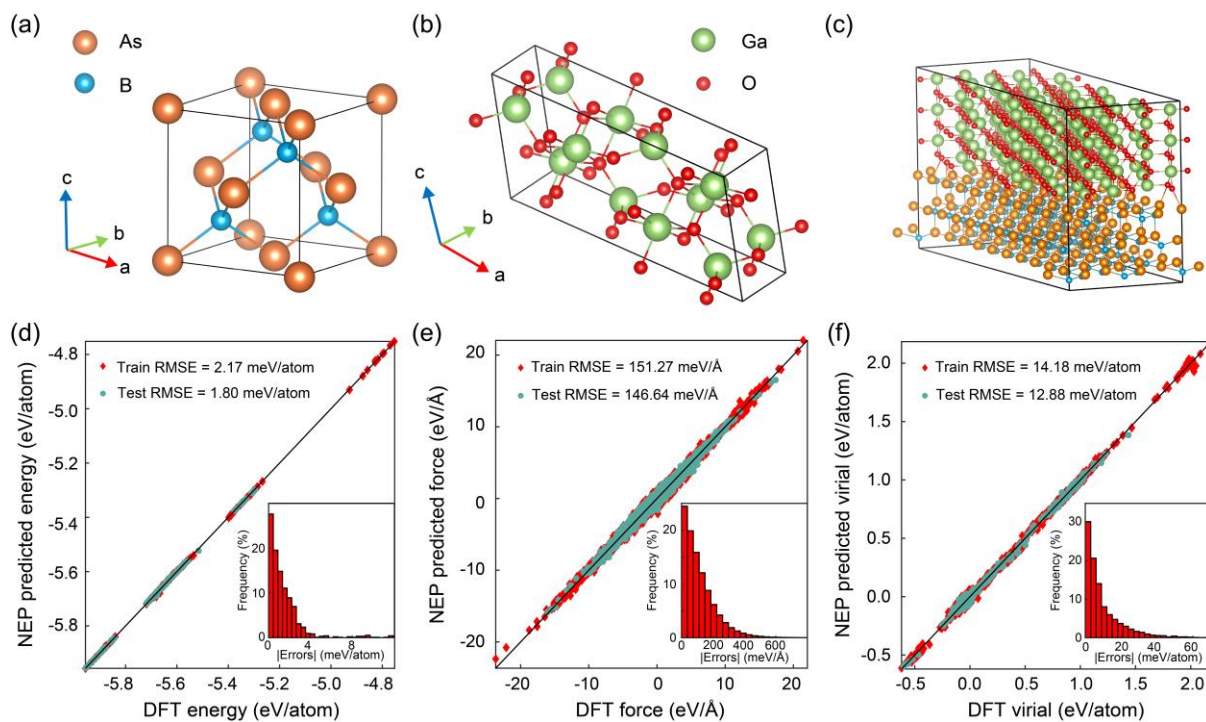 (a)
As
B
c
b
a
(b)
Ga
O
c
b
a
(c)
(d)
NEP predicted energy (eV/atom)
-4.8
-5.0
-5.2
-5.4
-5.6
-5.8
Train RMSE = 2.17 meV/atom
Test RMSE = 1.80 meV/atom
Frequency (%)
20
10
0
0 4 8
|Errors| (meV/atom)
-5.8 -5.6 -5.4 -5.2 -5.0 -4.8
DFT energy (eV/atom)
(e)
NEP predicted force (eV/Å)
20
10
0
-10
-20
Train RMSE = 151.27 meV/Å
Test RMSE = 146.64 meV/Å
Frequency (%)
20
10
0
0 200 400 600
|Errors| (meV/Å)
-20 -10 0 10 20
DFT force (eV/Å)
(f)
NEP predicted virial (eV/atom)
2.0
1.5
1.0
0.5
0.0
-0.5
Train RMSE = 14.18 meV/atom
Test RMSE = 12.88 meV/atom
Frequency (%)
30
20
10
0
0 20 40 60
|Errors| (meV/atom)
-0.5 0.0 0.5 1.0 1.5 2.0
DFT virial (eV/atom)